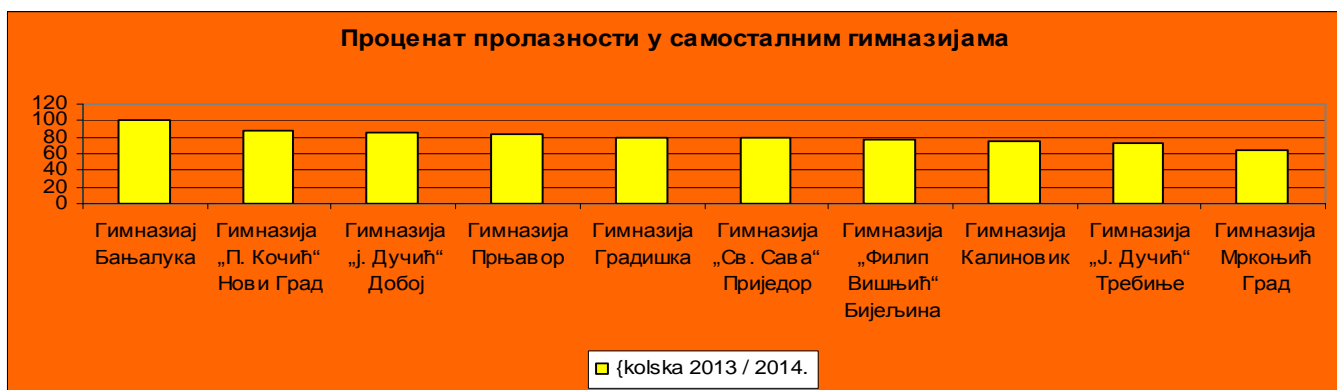 Проценат пролазности у самосталним гимназијама
120
100
80
60
40
20
0
Гимназиај
Бањалука
Гимназија
„П. Кочић“
Нови Град
Гимназија
„ј. Дучић“
Добој
Гимназија
Прњавор
Гимназија
Градишка
Гимназија
„Св. Сава“
Приједор
Гимназија
„Филип
Вишњић“
Бијељина
Гимназија
Калиновик
Гимназија
„Ј. Дучић“
Требиње
Гимназија
Мркоњић
Град
{kolska 2013 / 2014.